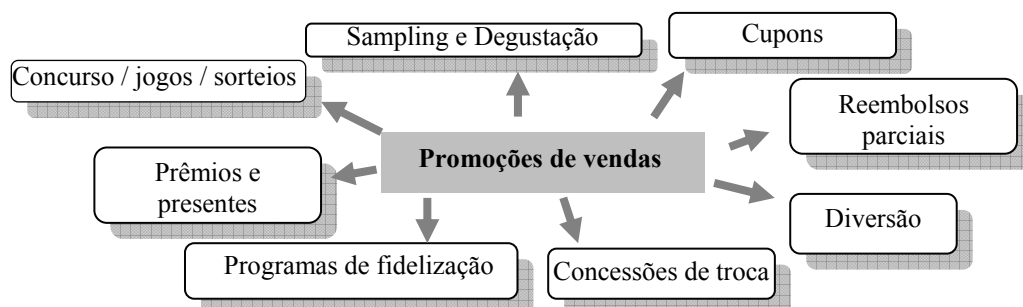 Sampling e Degustação
Cupons
Concurso / jogos / sorteios
Reembolsos
parciais
Promoções de vendas
Prêmios e
presentes
Diversão
Programas de fidelização
Concessões de troca